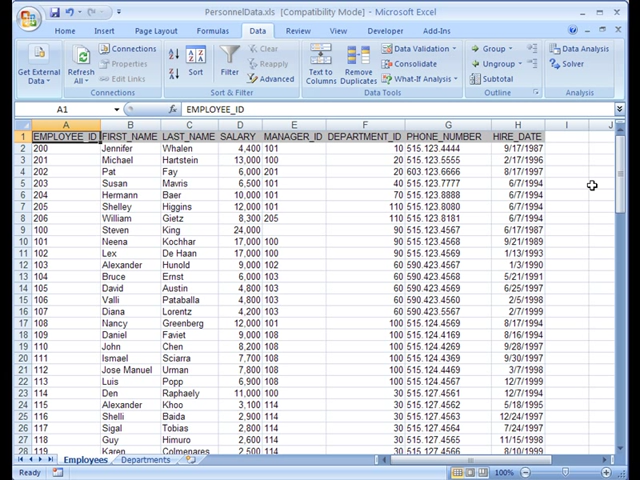 PersonnelData.xls [Compatibility Mode] - Microsoft Excel
Home Insert Page Layout Formulas Data Review View Developer Add-Ins
Get External Data Refresh All Connections Properties Edit Links Sort Filter Clear Reapply Advanced Text to Columns Remove Duplicates Data Validation Consolidate What-If Analysis Group Ungroup Subtotal Data Analysis Solver
Connections Sort & Filter Data Tools Outline Analysis
A1 fx EMPLOYEE_ID
A B C D E F G H I J
1 EMPLOYEE_ID FIRST_NAME LAST_NAME SALARY MANAGER_ID DEPARTMENT_ID PHONE_NUMBER HIRE_DATE
2 200 Jennifer Whalen 4,400 101 10 515.123.4444 9/17/1987
3 201 Michael Hartstein 13,000 100 20 515.123.5555 2/17/1996
4 202 Pat Fay 6,000 201 20 603.123.6666 8/17/1997
5 203 Susan Mavris 6,500 101 40 515.123.7777 6/7/1994
6 204 Hermann Baer 10,000 101 70 515.123.8888 6/7/1994
7 205 Shelley Higgins 12,000 101 110 515.123.8080 6/7/1994
8 206 William Gietz 8,300 205 110 515.123.8181 6/7/1994
9 100 Steven King 24,000 90 515.123.4567 6/17/1987
10 101 Neena Kochhar 17,000 100 90 515.123.4568 9/21/1989
11 102 Lex De Haan 17,000 100 90 515.123.4569 1/13/1993
12 103 Alexander Hunold 9,000 102 60 590.423.4567 1/3/1990
13 104 Bruce Ernst 6,000 103 60 590.423.4568 5/21/1991
14 105 David Austin 4,800 103 60 590.423.4569 6/25/1997
15 106 Valli Pataballa 4,800 103 60 590.423.4560 2/5/1998
16 107 Diana Lorentz 4,200 103 60 590.423.5567 2/7/1999
17 108 Nancy Greenberg 12,000 101 100 515.124.4569 8/17/1994
18 109 Daniel Faviet 9,000 108 100 515.124.4169 8/16/1994
19 110 John Chen 8,200 108 100 515.124.4269 9/28/1997
20 111 Ismael Sciarra 7,700 108 100 515.124.4369 9/30/1997
21 112 Jose Manuel Urman 7,800 108 100 515.124.4469 3/7/1998
22 113 Luis Popp 6,900 108 100 515.124.4567 12/7/1999
23 114 Den Raphaely 11,000 100 30 515.127.4561 12/7/1994
24 115 Alexander Khoo 3,100 114 30 515.127.4562 5/18/1995
25 116 Shelli Baida 2,900 114 30 515.127.4563 12/24/1997
26 117 Sigal Tobias 2,800 114 30 515.127.4564 7/24/1997
27 118 Guy Himuro 2,600 114 30 515.127.4565 11/15/1998
28 119 Karen Colmenares 2,500 114 30 515.127.4566
Employees Departments
Ready 100%